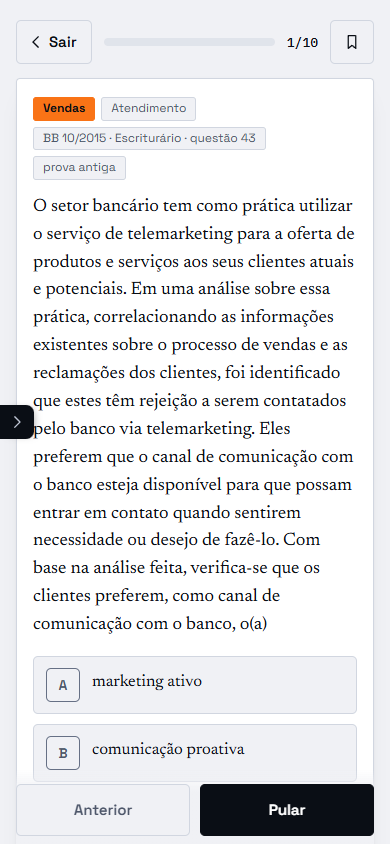 Sair
1/10
Vendas
Atendimento
BB 10/2015 · Escriturário · questão 43
prova antiga
O setor bancário tem como prática utilizar
o serviço de telemarketing para a oferta de
produtos e serviços aos seus clientes atuais
e potenciais. Em uma análise sobre essa
prática, correlacionando as informações
existentes sobre o processo de vendas e as
reclamações dos clientes, foi identificado
que estes têm rejeição a serem contatados
pelo banco via telemarketing. Eles
preferem que o canal de comunicação com
o banco esteja disponível para que possam
entrar em contato quando sentirem
necessidade ou desejo de fazê-lo. Com
base na análise feita, verifica-se que os
clientes preferem, como canal de
comunicação com o banco, o(a)
A marketing ativo
B comunicação proativa
Anterior
Pular